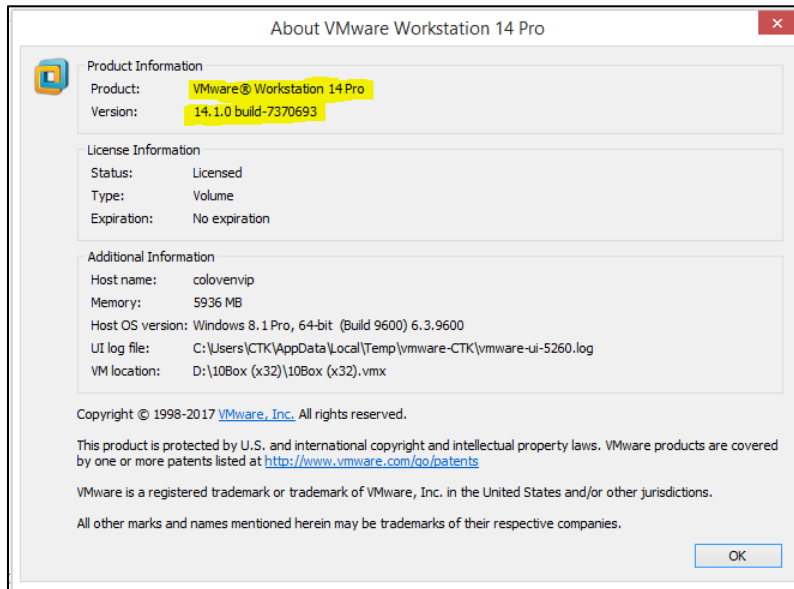 About VMware Workstation 14 Pro
Product Information
Product: VMware® Workstation 14 Pro
Version: 14.1.0 build-7370693
License Information
Status: Licensed
Type: Volume
Expiration: No expiration
Additional Information
Host name: colovenvip
Memory: 5936 MB
Host OS version: Windows 8.1 Pro, 64-bit (Build 9600) 6.3.9600
UI log file: C:\Users\CTK\AppData\Local\Temp\vmware-CTK\vmware-ui-5260.log
VM location: D:\10Box (x32)\10Box (x32).vmx
Copyright © 1998-2017 VMware, Inc. All rights reserved.
This product is protected by U.S. and international copyright and intellectual property laws. VMware products are covered
by one or more patents listed at http://www.vmware.com/go/patents
VMware is a registered trademark or trademark of VMware, Inc. in the United States and/or other jurisdictions.
All other marks and names mentioned herein may be trademarks of their respective companies.
OK